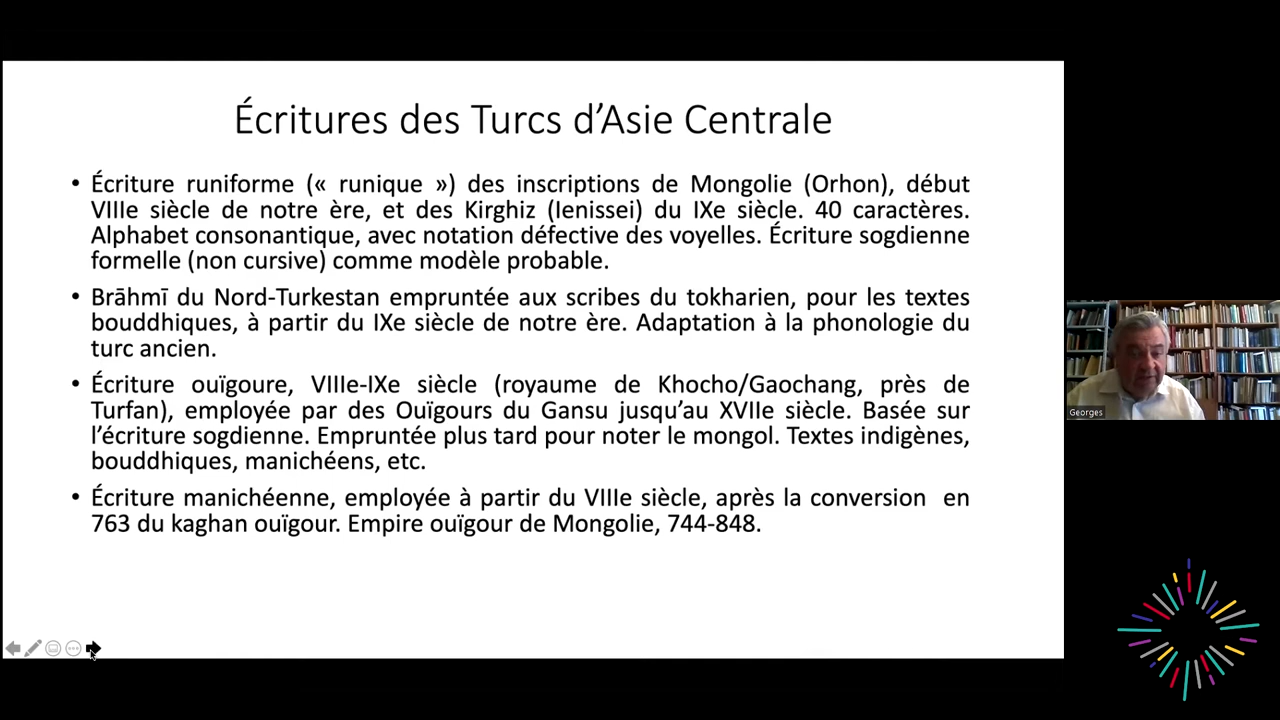 Écritures des Turcs d’Asie Centrale
• Écriture runiforme (« runique ») des inscriptions de Mongolie (Orhon), début
VIIIe siècle de notre ère, et des Kirghiz (Ienissei) du IXe siècle. 40 caractères.
Alphabet consonantique, avec notation défective des voyelles. Écriture sogdienne
formelle (non cursive) comme modèle probable.
• Brāhmī du Nord-Turkestan empruntée aux scribes du tokharien, pour les textes
bouddhiques, à partir du IXe siècle de notre ère. Adaptation à la phonologie du
turc ancien.
• Écriture ouïgoure, VIIIe-IXe siècle (royaume de Khocho/Gaochang, près de
Turfan), employée par des Ouïgours du Gansu jusqu’au XVIIe siècle. Basée sur
l’écriture sogdienne. Empruntée plus tard pour noter le mongol. Textes indigènes,
bouddhiques, manichéens, etc.
• Écriture manichéenne, employée à partir du VIIIe siècle, après la conversion en
763 du kaghan ouïgour. Empire ouïgour de Mongolie, 744-848.
Georges